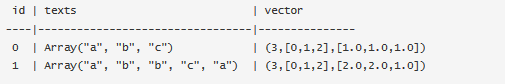 id | texts | vector
----|---------------------------------|---------------
0 | Array("a", "b", "c") | (3,[0,1,2],[1.0,1.0,1.0])
1 | Array("a", "b", "b", "c", "a") | (3,[0,1,2],[2.0,2.0,1.0])